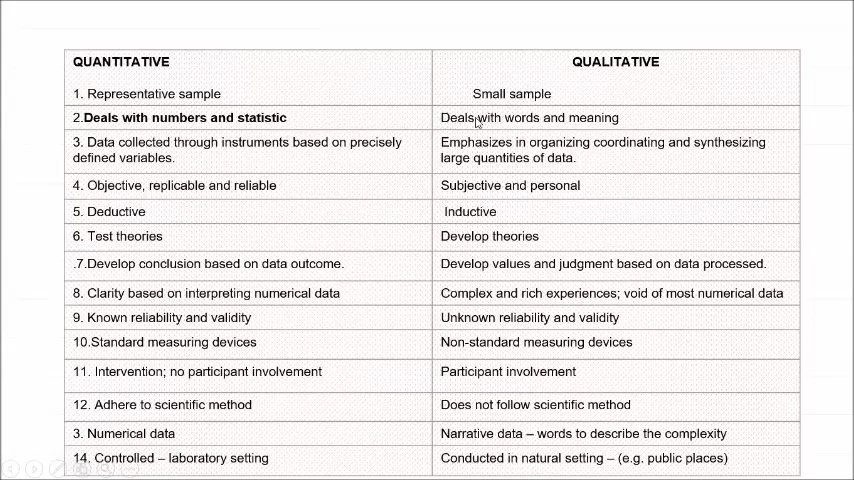 QUANTITATIVE QUALITATIVE
1. Representative sample Small sample
2.Deals with numbers and statistic Deals with words and meaning
3. Data collected through instruments based on precisely Emphasizes in organizing coordinating and synthesizing
defined variables. large quantities of data.
4. Objective, replicable and reliable Subjective and personal
5. Deductive Inductive
6. Test theories Develop theories
.7.Develop conclusion based on data outcome. Develop values and judgment based on data processed.
8. Clarity based on interpreting numerical data Complex and rich experiences; void of most numerical data
9. Known reliability and validity Unknown reliability and validity
10.Standard measuring devices Non-standard measuring devices
11. Intervention; no participant involvement Participant involvement
12. Adhere to scientific method Does not follow scientific method
3. Numerical data Narrative data – words to describe the complexity
14. Controlled – laboratory setting Conducted in natural setting – (e.g. public places)